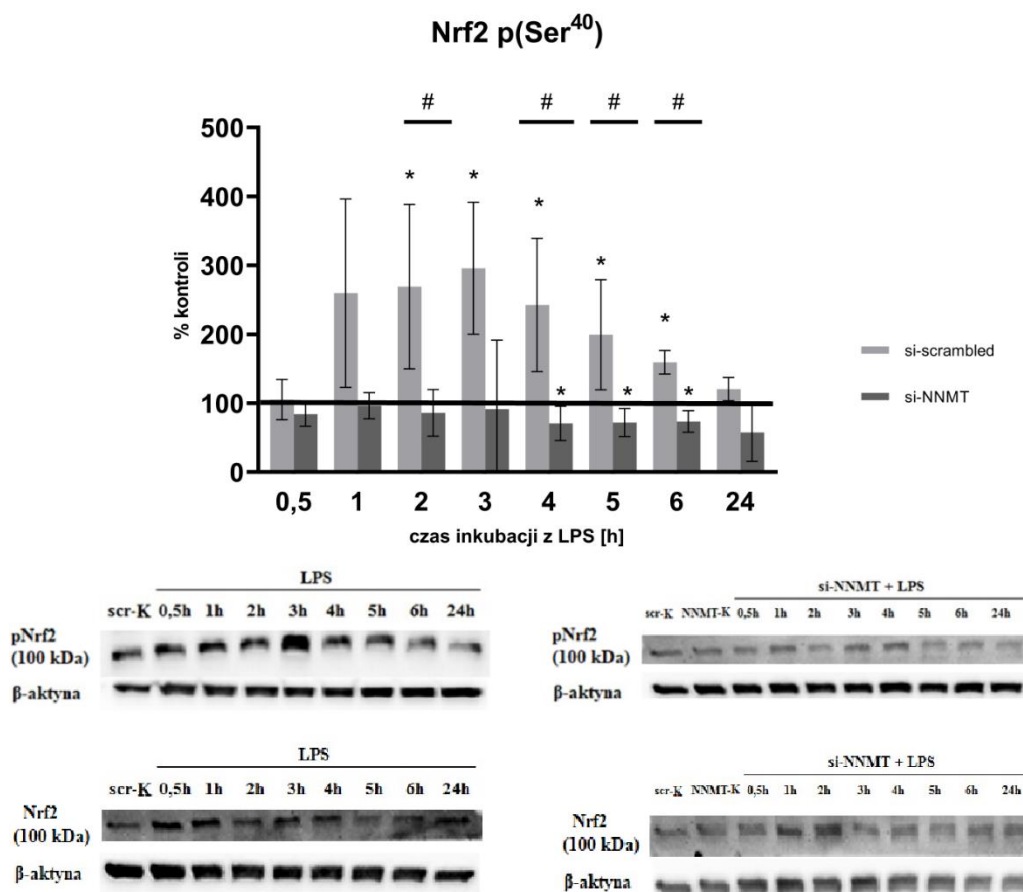 Nrf2 p(Ser⁴⁰)
# # # #
500
400
300
200
100
0
% kontroli
* * * * *
* * *
0,5 1 2 3 4 5 6 24
czas inkubacji z LPS [h]
si-scrambled
si-NNMT
LPS
scr-K 0,5h 1h 2h 3h 4h 5h 6h 24h
pNrf2
(100 kDa)
β-aktyna
si-NNMT + LPS
scr-K NNMT-K 0,5h 1h 2h 3h 4h 5h 6h 24h
pNrf2
(100 kDa)
β-aktyna
LPS
scr-K 0,5h 1h 2h 3h 4h 5h 6h 24h
Nrf2
(100 kDa)
β-aktyna
si-NNMT + LPS
scr-K NNMT-K 0,5h 1h 2h 3h 4h 5h 6h 24h
Nrf2
(100 kDa)
β-aktyna